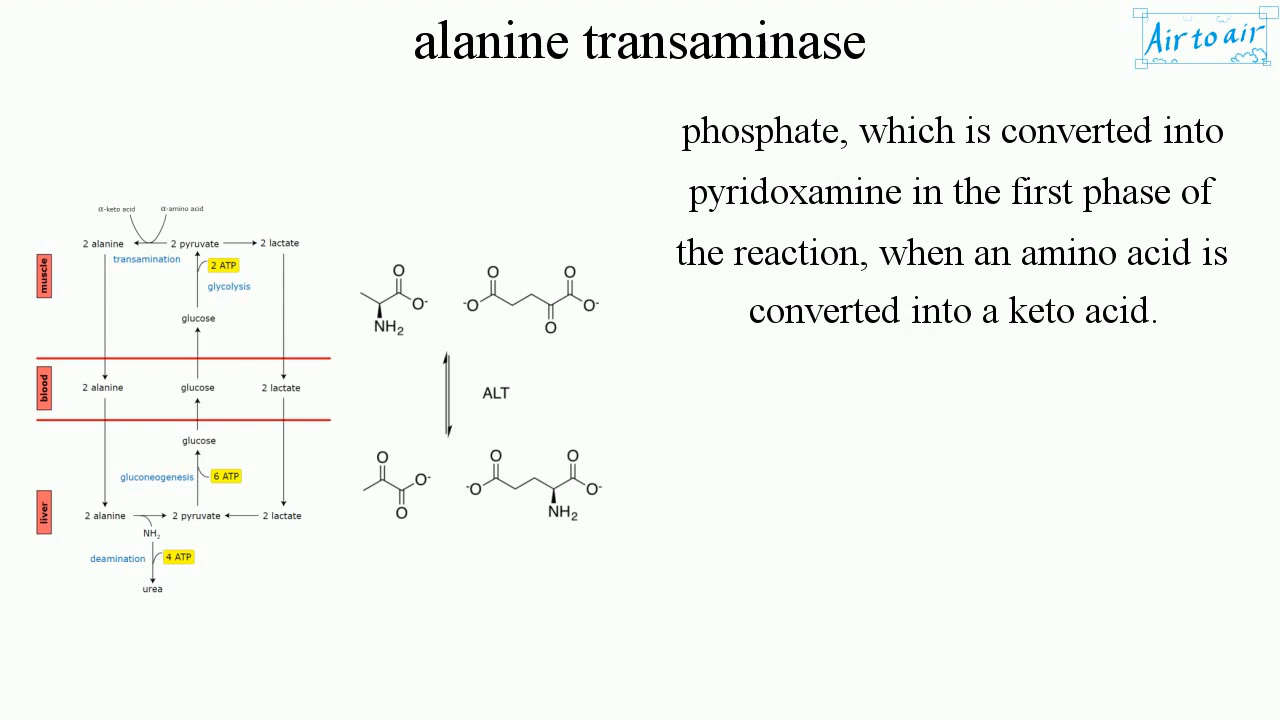 alanine transaminase
Air to air
phosphate, which is converted into
pyridoxamine in the first phase of
the reaction, when an amino acid is
converted into a keto acid.
α-keto acid α-amino acid
2 alanine 2 pyruvate 2 lactate
transamination
2 ATP
glycolysis
glucose
muscle
2 alanine glucose 2 lactate
blood
glucose
gluconeogenesis 6 ATP
2 alanine 2 pyruvate 2 lactate
liver
NH2
deamination 4 ATP
urea
O
O-
NH2
O O
-O O-
O
ALT
O
O-
O
O O
-O O-
NH2